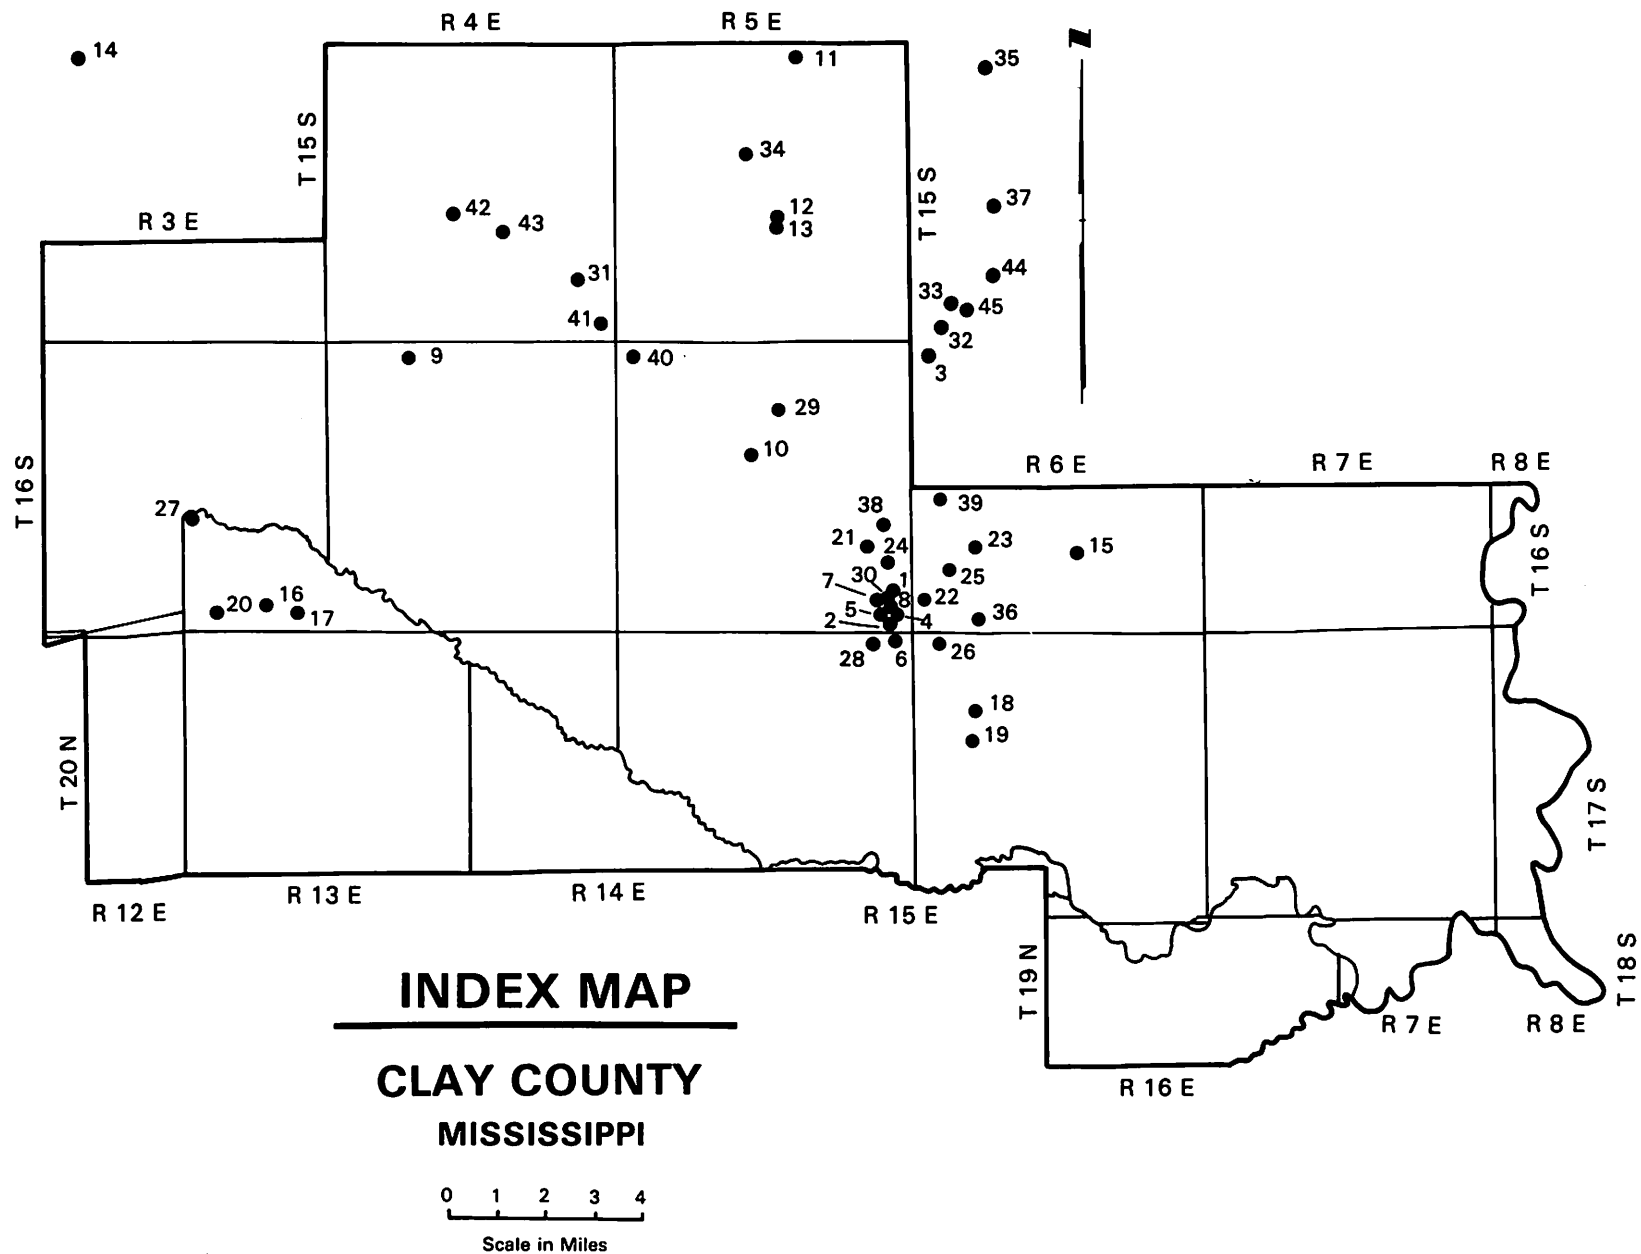 R 4 E
R 5 E
14
11
35
T 15 S
34
T 15 S
37
R 3 E
42
43
12
13
31
44
33
45
41
32
9
40
3
29
10
T 16 S
R 6 E
R 7 E
R 8 E
27
38
39
21
24
23
15
T 16 S
30
1
25
7
8
22
20
16
17
5
2
4
36
28
6
26
18
19
T 20 N
T 17 S
R 12 E
R 13 E
R 14 E
R 15 E
T 19 N
T 18 S
R 7 E
R 8 E
R 16 E
INDEX MAP
CLAY COUNTY
MISSISSIPPI
0 1 2 3 4
Scale in Miles
N